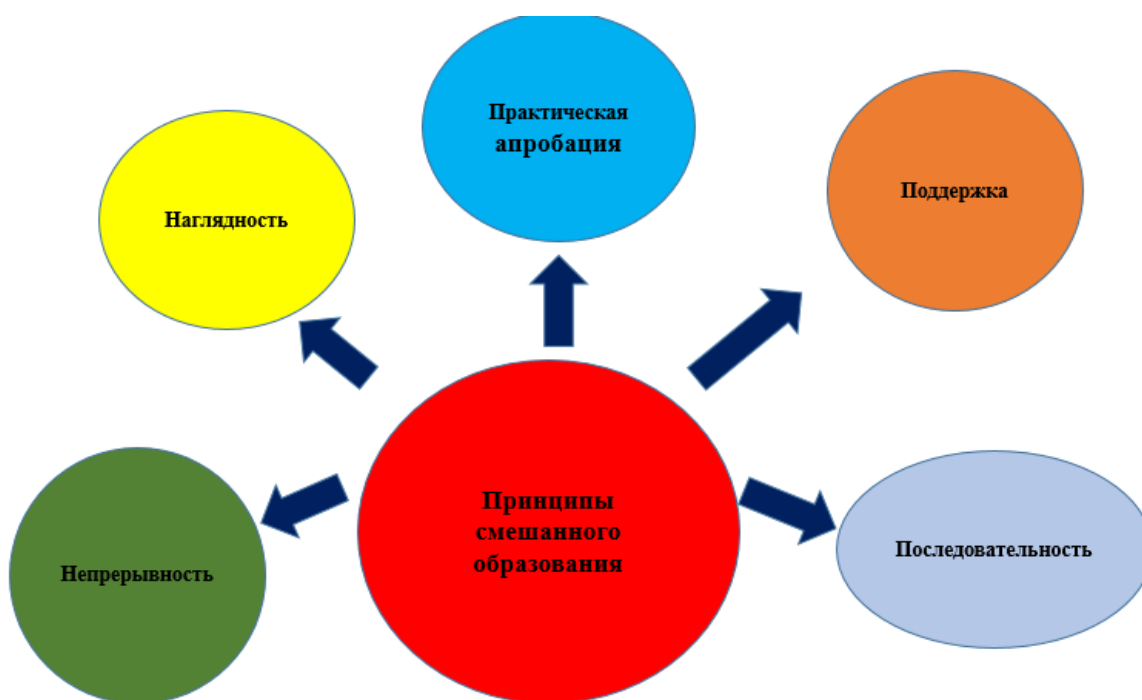 Практическая
апробация
Поддержка
Наглядность
Принципы
смешанного
образования
Последовательность
Непрерывность